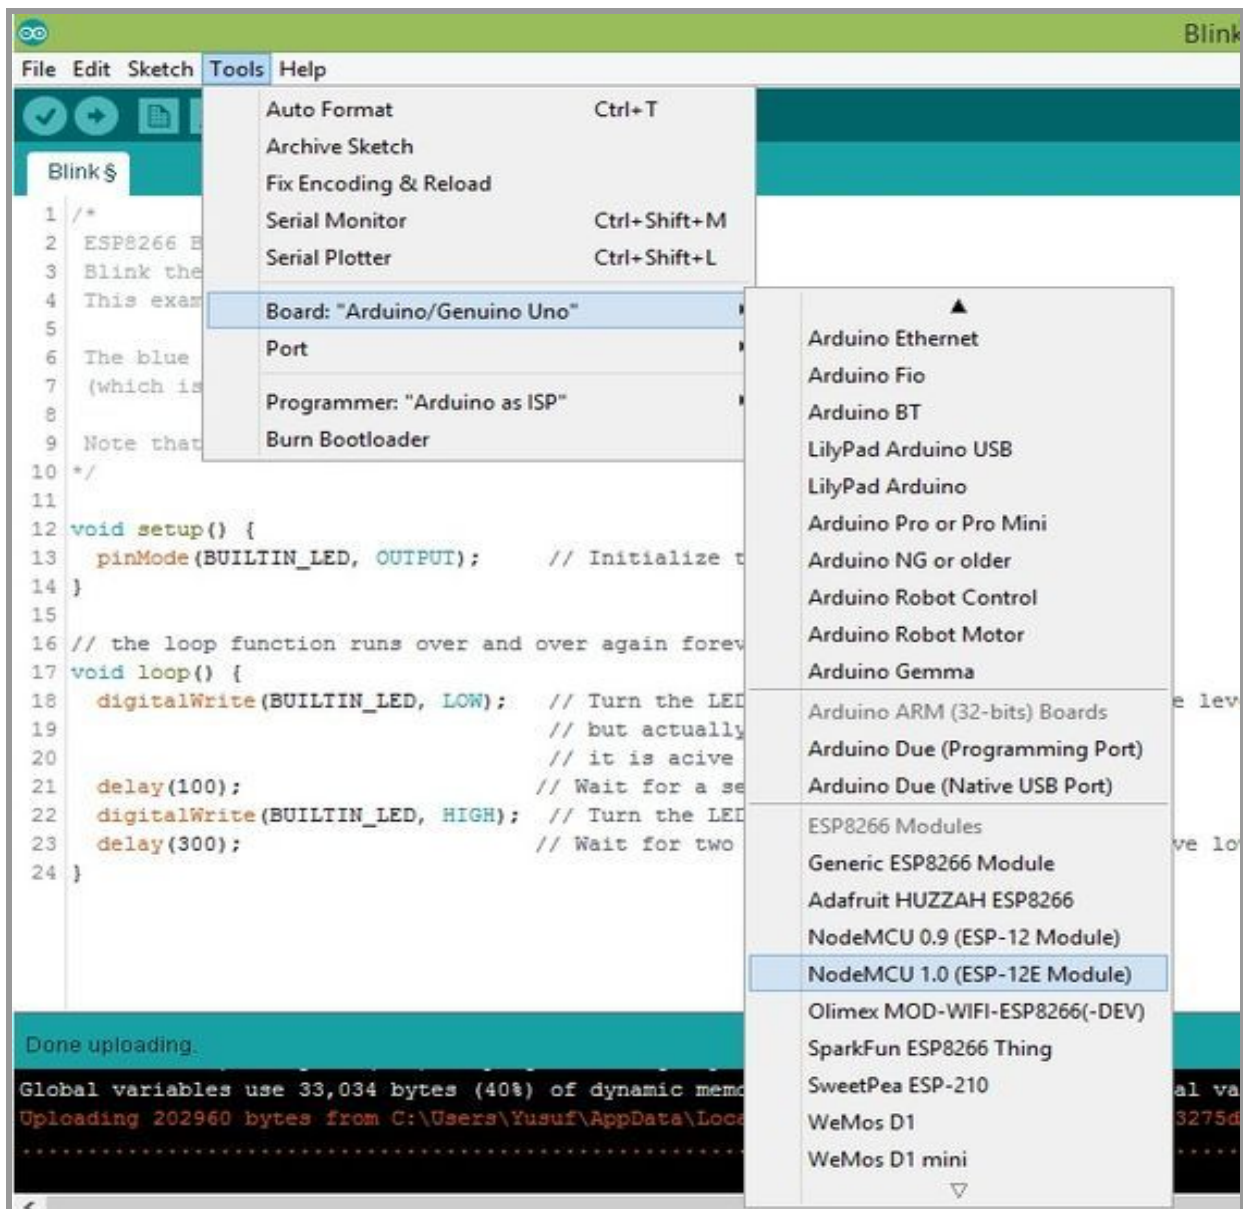 Blink
File Edit Sketch Tools Help
Auto Format Ctrl+T
Archive Sketch
Fix Encoding & Reload
Serial Monitor Ctrl+Shift+M
Serial Plotter Ctrl+Shift+L
Board: "Arduino/Genuino Uno"
Port
Programmer: "Arduino as ISP"
Burn Bootloader
Arduino Ethernet
Arduino Fio
Arduino BT
LilyPad Arduino USB
LilyPad Arduino
Arduino Pro or Pro Mini
Arduino NG or older
Arduino Robot Control
Arduino Robot Motor
Arduino Gemma
Arduino ARM (32-bits) Boards
Arduino Due (Programming Port)
Arduino Due (Native USB Port)
ESP8266 Modules
Generic ESP8266 Module
Adafruit HUZZAH ESP8266
NodeMCU 0.9 (ESP-12 Module)
NodeMCU 1.0 (ESP-12E Module)
Olimex MOD-WIFI-ESP8266(-DEV)
SparkFun ESP8266 Thing
SweetPea ESP-210
WeMos D1
WeMos D1 mini
Blink §
1 /*
2 ESP8266 B
3 Blink the
4 This exam
5
6 The blue
7 (which is
8
9 Note that
10 */
11
12 void setup() {
13 pinMode(BUILTIN_LED, OUTPUT); // Initialize t
14 }
15
16 // the loop function runs over and over again forev
17 void loop() {
18 digitalWrite(BUILTIN_LED, LOW); // Turn the LED e lev
19 // but actually
20 // it is acive
21 delay(100); // Wait for a se
22 digitalWrite(BUILTIN_LED, HIGH); // Turn the LED
23 delay(300); // Wait for two ve lo
24 }
Done uploading.
Global variables use 33,034 bytes (40%) of dynamic memo al va
Uploading 202960 bytes from C:\Users\Yusuf\AppData\Loca 3275d